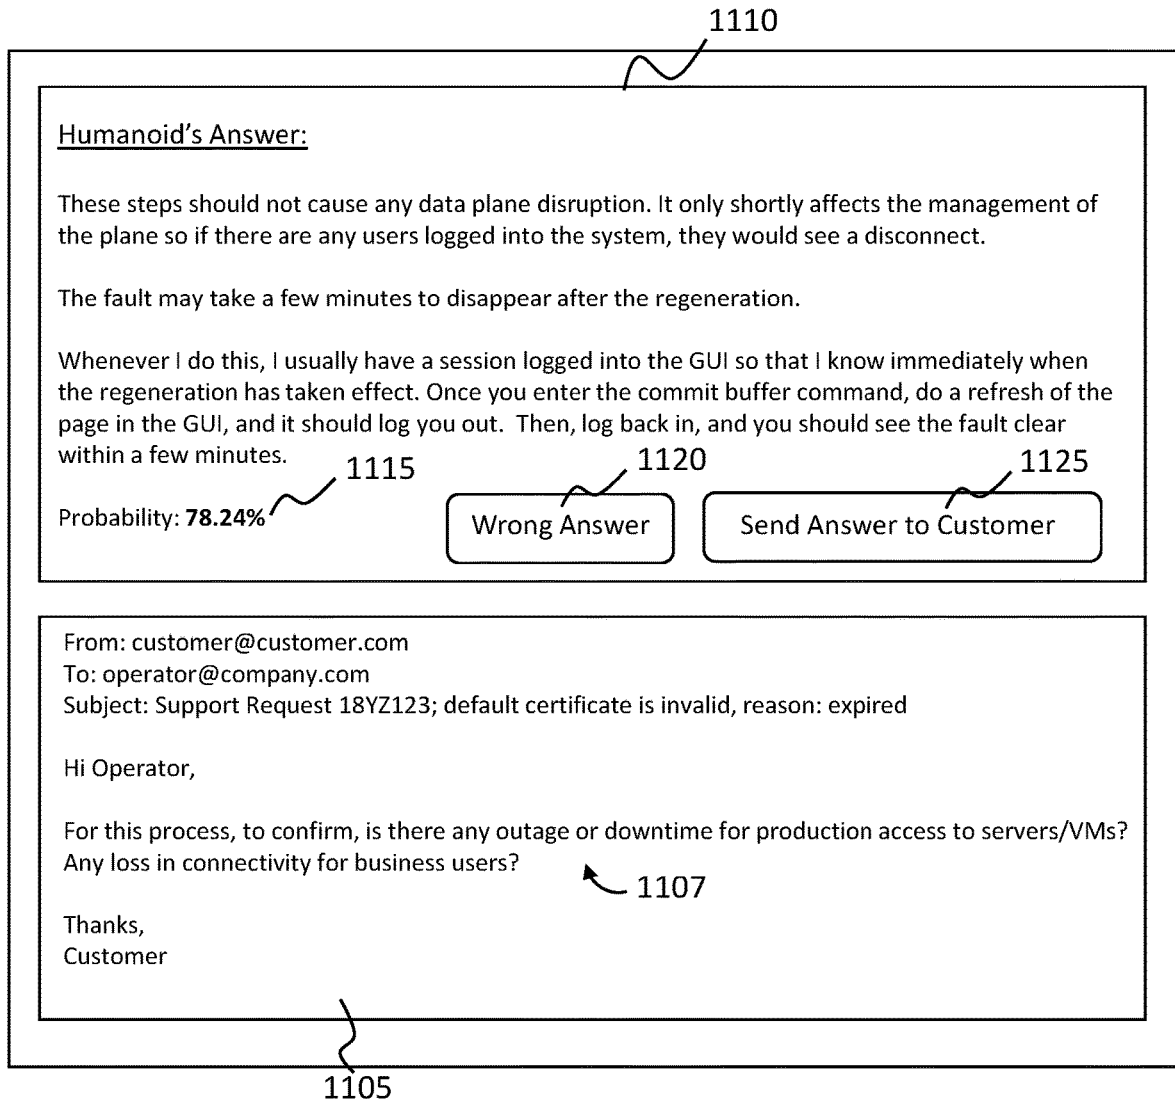 1110
Humanoid's Answer:
These steps should not cause any data plane disruption. It only shortly affects the management of
the plane so if there are any users logged into the system, they would see a disconnect.
The fault may take a few minutes to disappear after the regeneration.
Whenever I do this, I usually have a session logged into the GUI so that I know immediately when
the regeneration has taken effect. Once you enter the commit buffer command, do a refresh of the
page in the GUI, and it should log you out. Then, log back in, and you should see the fault clear
within a few minutes.
1115
1120
1125
Probability: 78.24%
Wrong Answer
Send Answer to Customer
From: customer@customer.com
To: operator@company.com
Subject: Support Request 18YZ123; default certificate is invalid, reason: expired
Hi Operator,
For this process, to confirm, is there any outage or downtime for production access to servers/VMs?
Any loss in connectivity for business users?
1107
Thanks,
Customer
1105